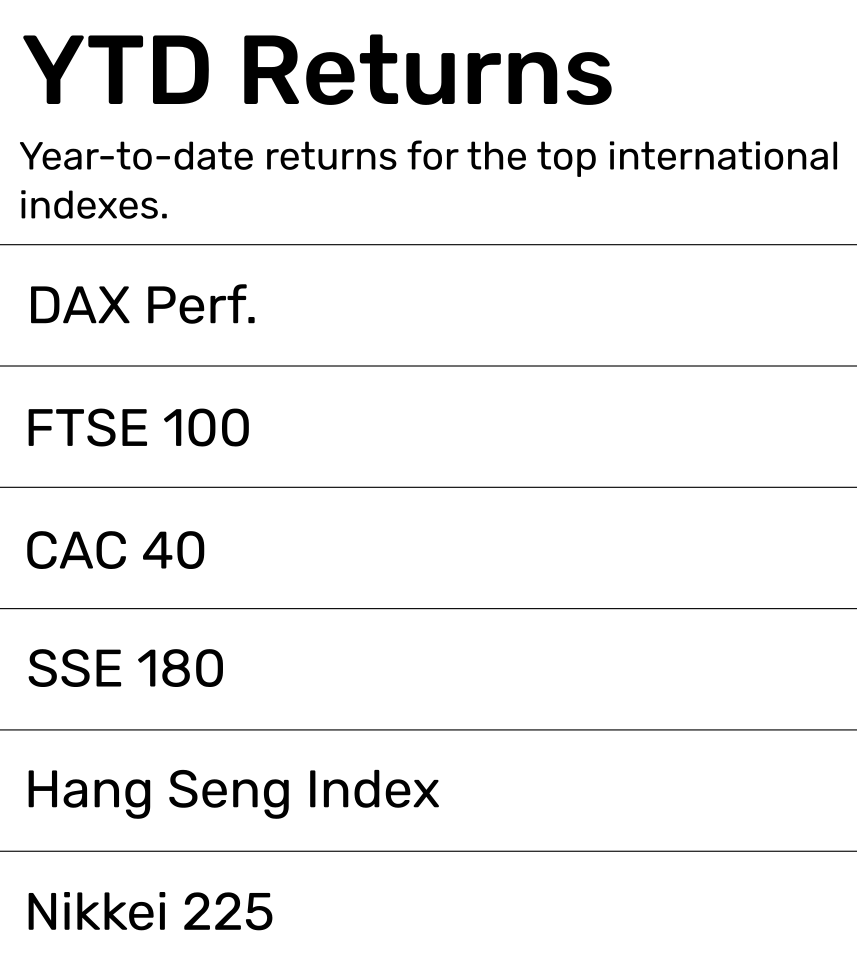 YTD Returns
Year-to-date returns for the top international
indexes.
DAX Perf.
FTSE 100
CAC 40
SSE 180
Hang Seng Index
Nikkei 225